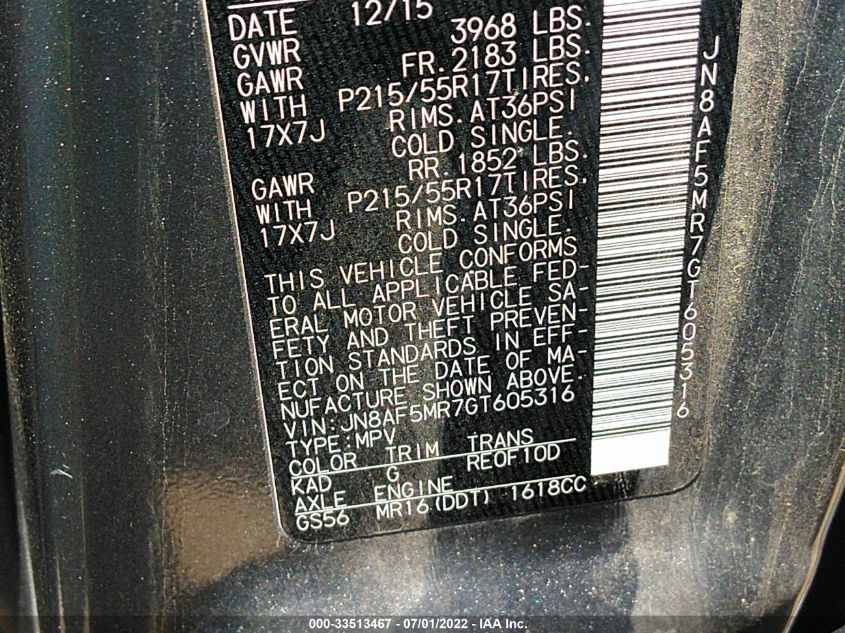 DATE 12/15
GVWR 3968 LBS.
GAWR FR. 2183 LBS.
WITH P215/55R17TIRES.
17X7J RIMS. AT36PSI
COLD SINGLE.
GAWR RR. 1852 LBS.
WITH P215/55R17TIRES.
17X7J RIMS. AT36PSI
COLD SINGLE.
THIS VEHICLE CONFORMS
TO ALL APPLICABLE FED-
ERAL MOTOR VEHICLE SA-
FETY AND THEFT PREVEN-
TION STANDARDS IN EFF-
ECT ON THE DATE OF MA-
NUFACTURE SHOWN ABOVE.
VIN:JN8AF5MR7GT605316
TYPE:MPV
COLOR TRIM TRANS
KAD G RE0F10D
AXLE ENGINE
GS56 MR16(DDT) 1618CC
JN8AF5MR7GT605316
000-33513467 - 07/01/2022 - IAA Inc.